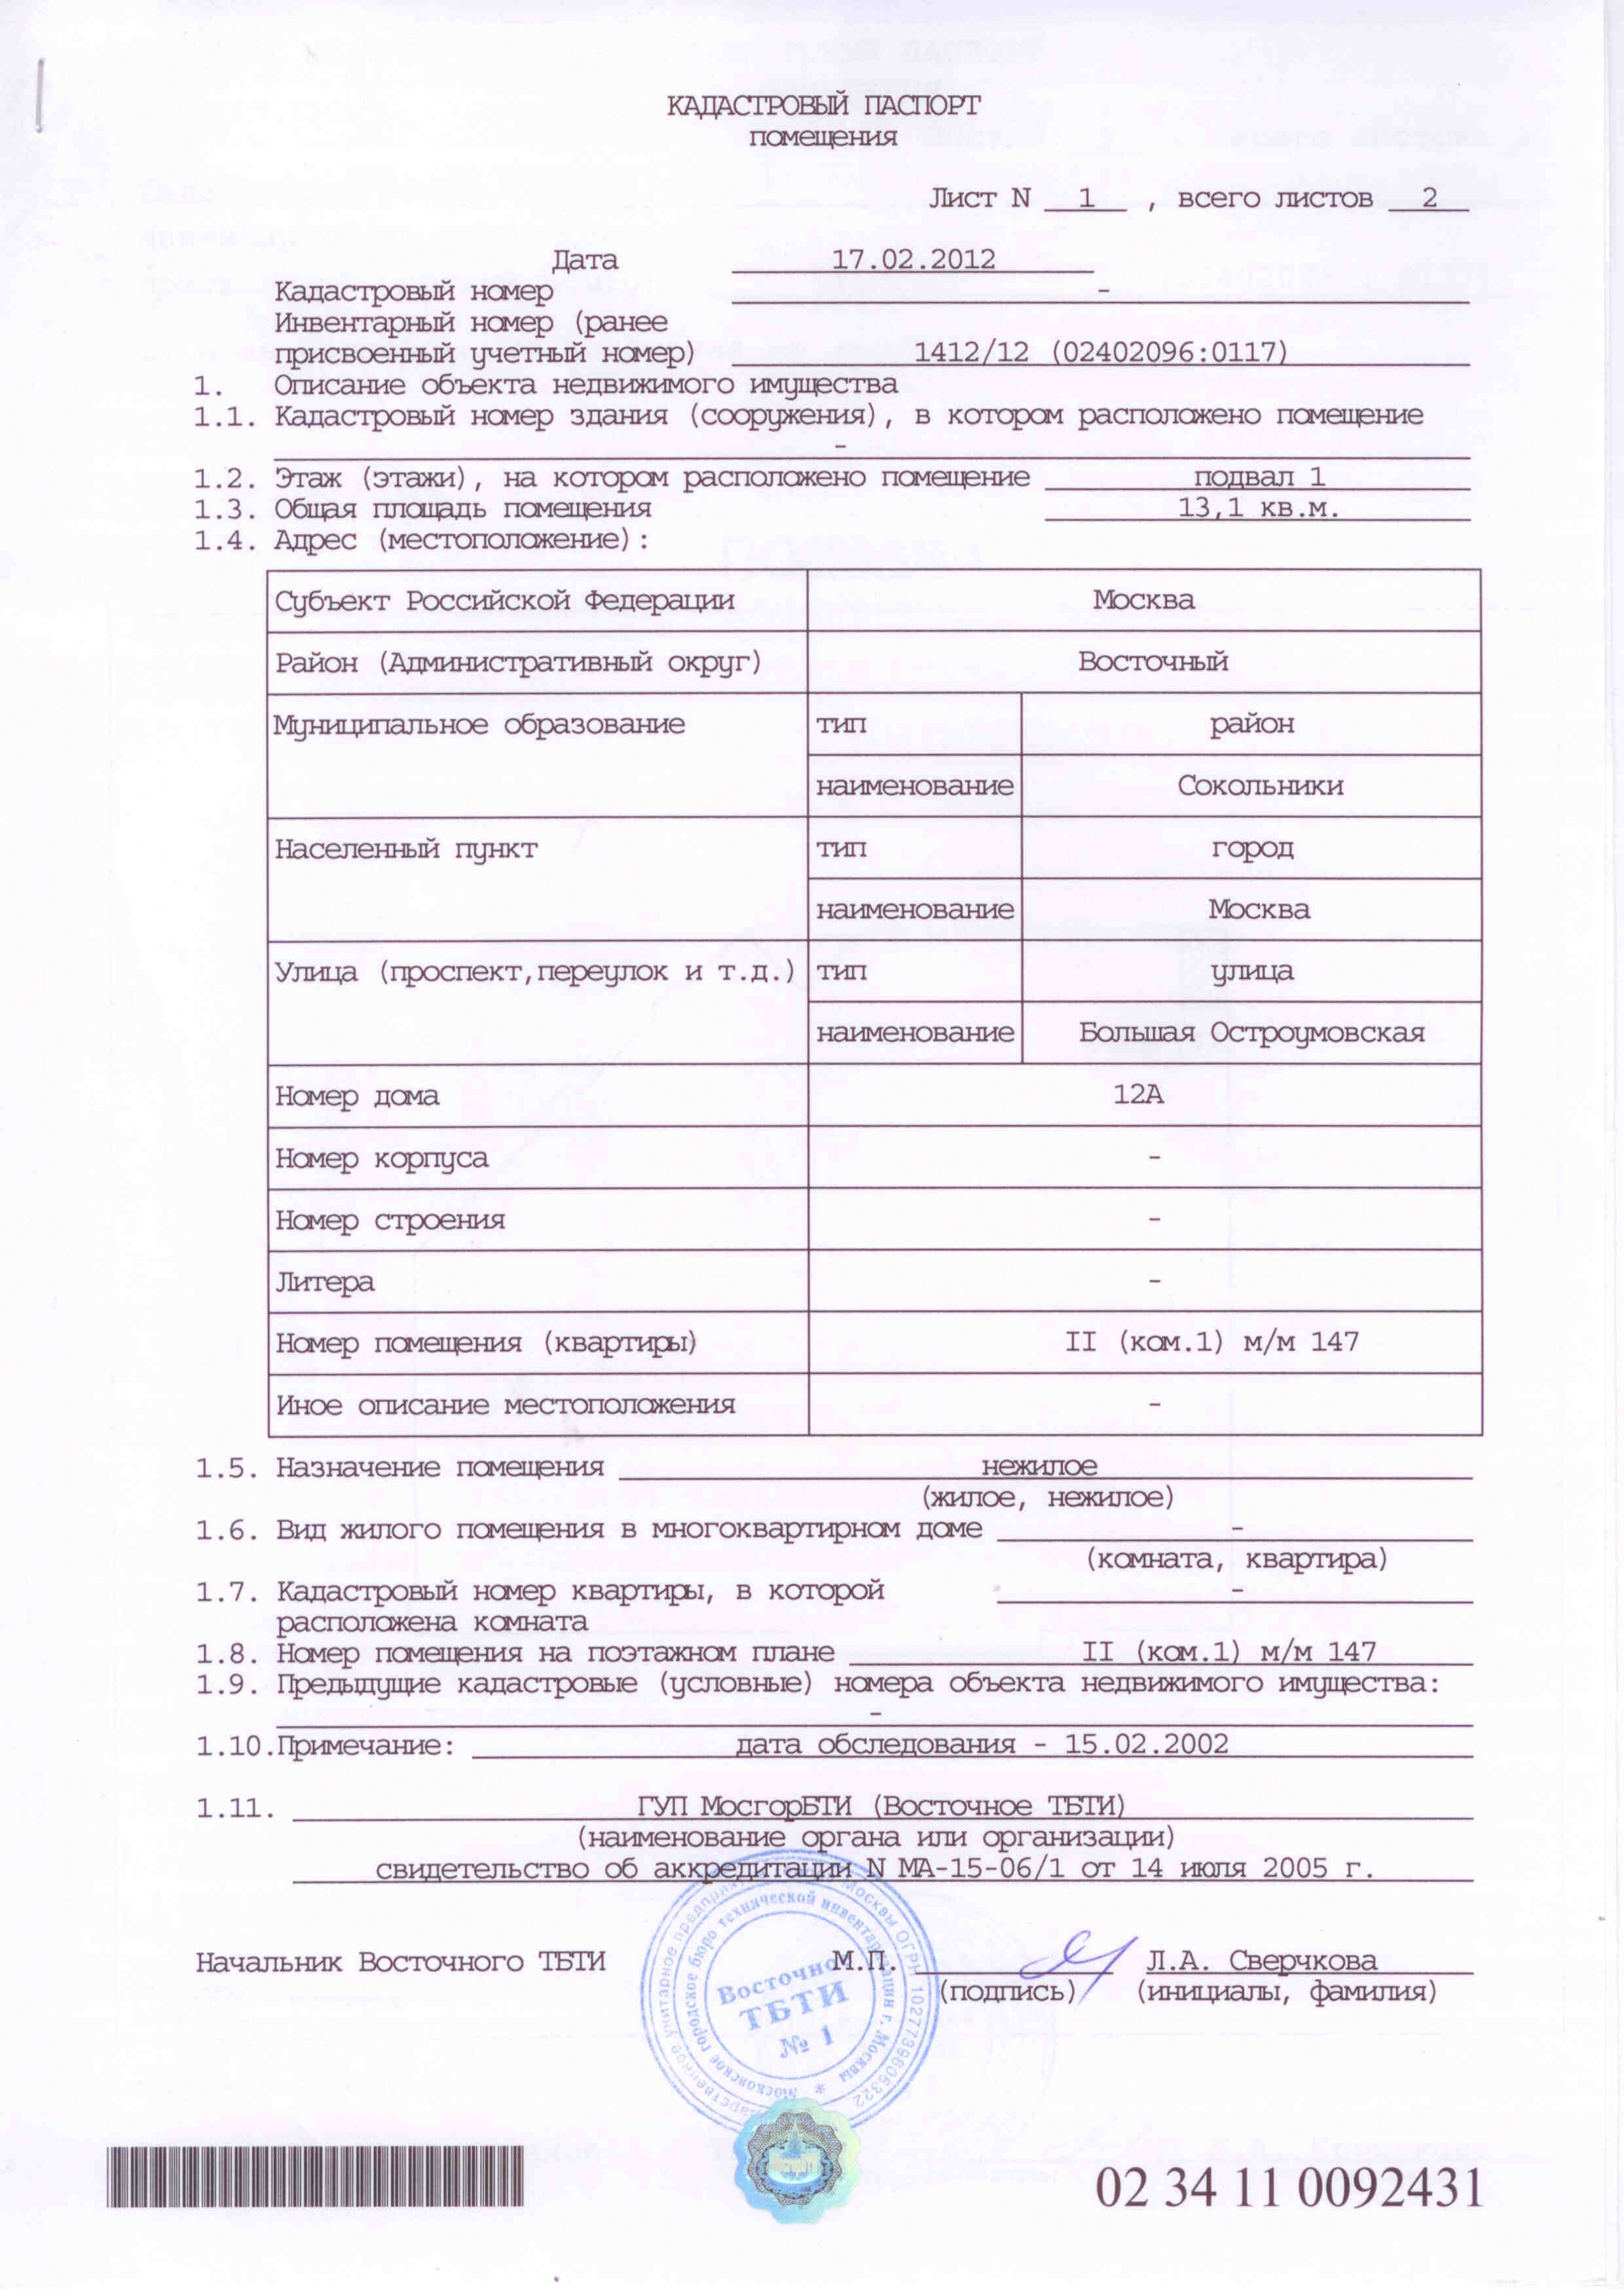 КАДАСТРОВЫЙ ПАСПОРТ
помещения
Лист N 1 , всего листов 2
Дата 17.02.2012
Кадастровый номер -
Инвентарный номер (ранее
присвоенный учетный номер) 1412/12 (02402096:0117)
1. Описание объекта недвижимого имущества
1.1. Кадастровый номер здания (сооружения), в котором расположено помещение
-
1.2. Этаж (этажи), на котором расположено помещение подвал 1
1.3. Общая площадь помещения 13,1 кв.м.
1.4. Адрес (местоположение):
Субъект Российской Федерации Москва
Район (Административный округ) Восточный
Муниципальное образование тип район
наименование Сокольники
Населенный пункт тип город
наименование Москва
Улица (проспект,переулок и т.д.) тип улица
наименование Большая Остроумовская
Номер дома 12А
Номер корпуса -
Номер строения -
Литера -
Номер помещения (квартиры) II (ком.1) м/м 147
Иное описание местоположения -
1.5. Назначение помещения нежилое
(жилое, нежилое)
1.6. Вид жилого помещения в многоквартирном доме -
(комната, квартира)
1.7. Кадастровый номер квартиры, в которой -
расположена комната
1.8. Номер помещения на поэтажном плане II (ком.1) м/м 147
1.9. Предыдущие кадастровые (условные) номера объекта недвижимого имущества:
-
1.10.Примечание: дата обследования - 15.02.2002
1.11. ГУП МосгорБТИ (Восточное ТБТИ)
(наименование органа или организации)
свидетельство об аккредитации N МА-15-06/1 от 14 июля 2005 г.
Начальник Восточного ТБТИ М.П. Л.А. Сверчкова
(подпись) (инициалы, фамилия)
Московское городское бюро технической инвентаризации г. Москвы *
Восточное
ТБТИ
№ 1
02 34 11 0092431